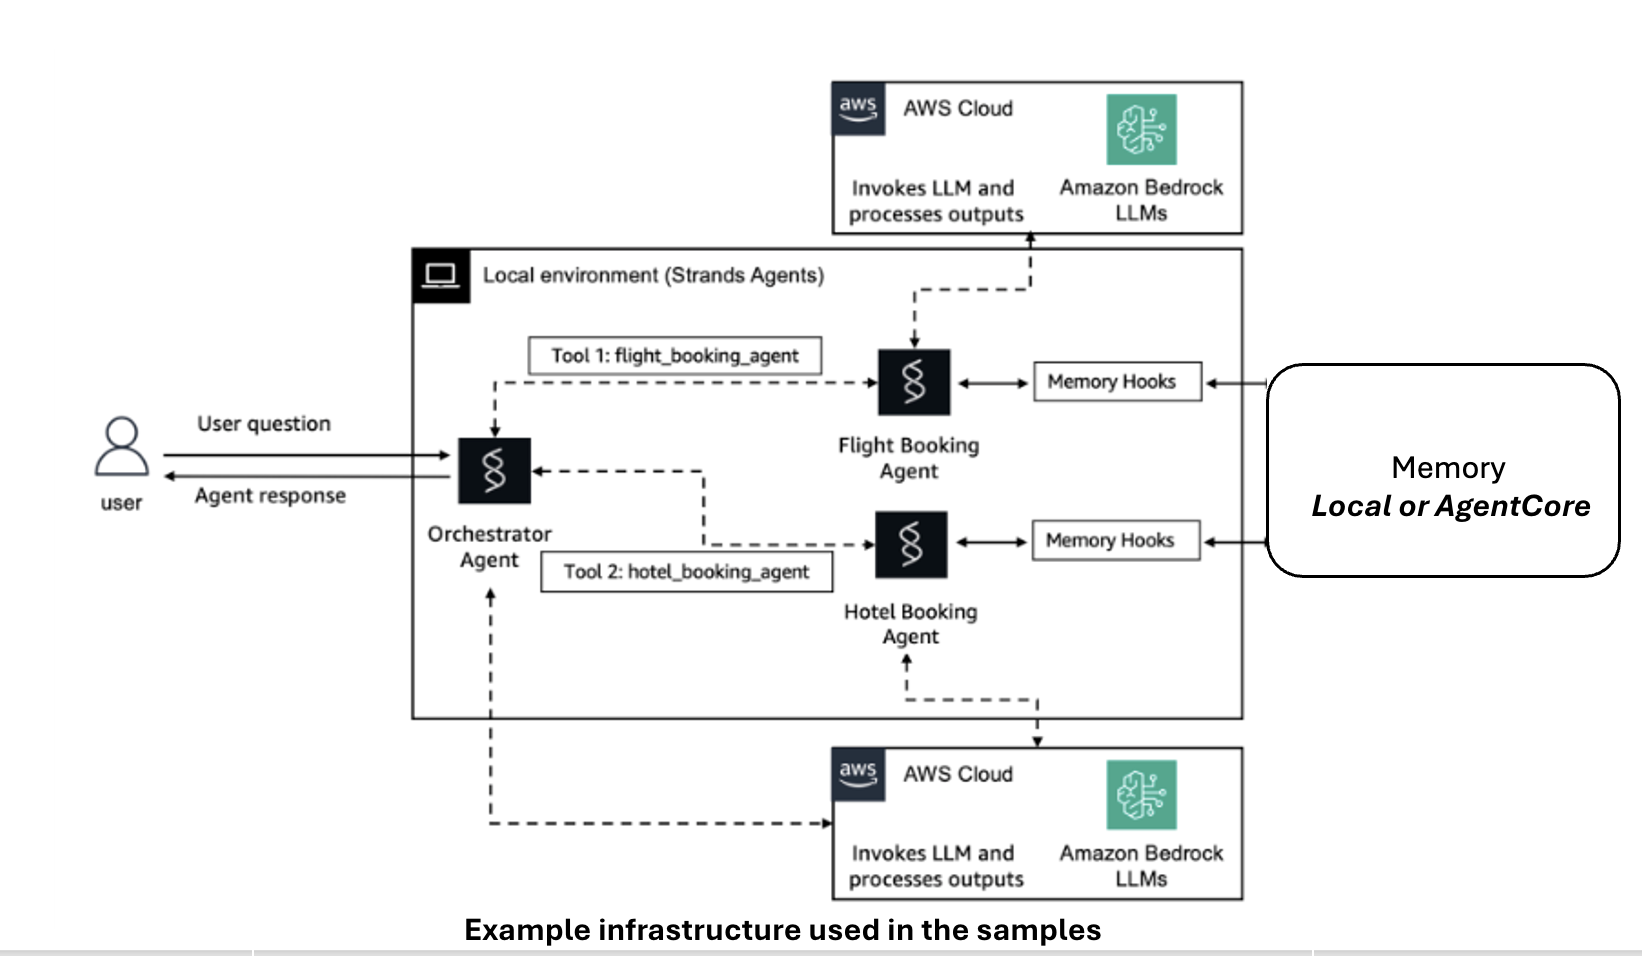 aws
AWS Cloud
Invokes LLM and
processes outputs
Amazon Bedrock
LLMs
Local environment (Strands Agents)
Tool 1: flight_booking_agent
Memory Hooks
User question
Flight Booking
Agent
Agent response
user
Memory
Local or AgentCore
Orchestrator
Agent
Memory Hooks
Tool 2: hotel_booking_agent
Hotel Booking
Agent
aws
AWS Cloud
Invokes LLM and
processes outputs
Amazon Bedrock
LLMs
Example infrastructure used in the samples